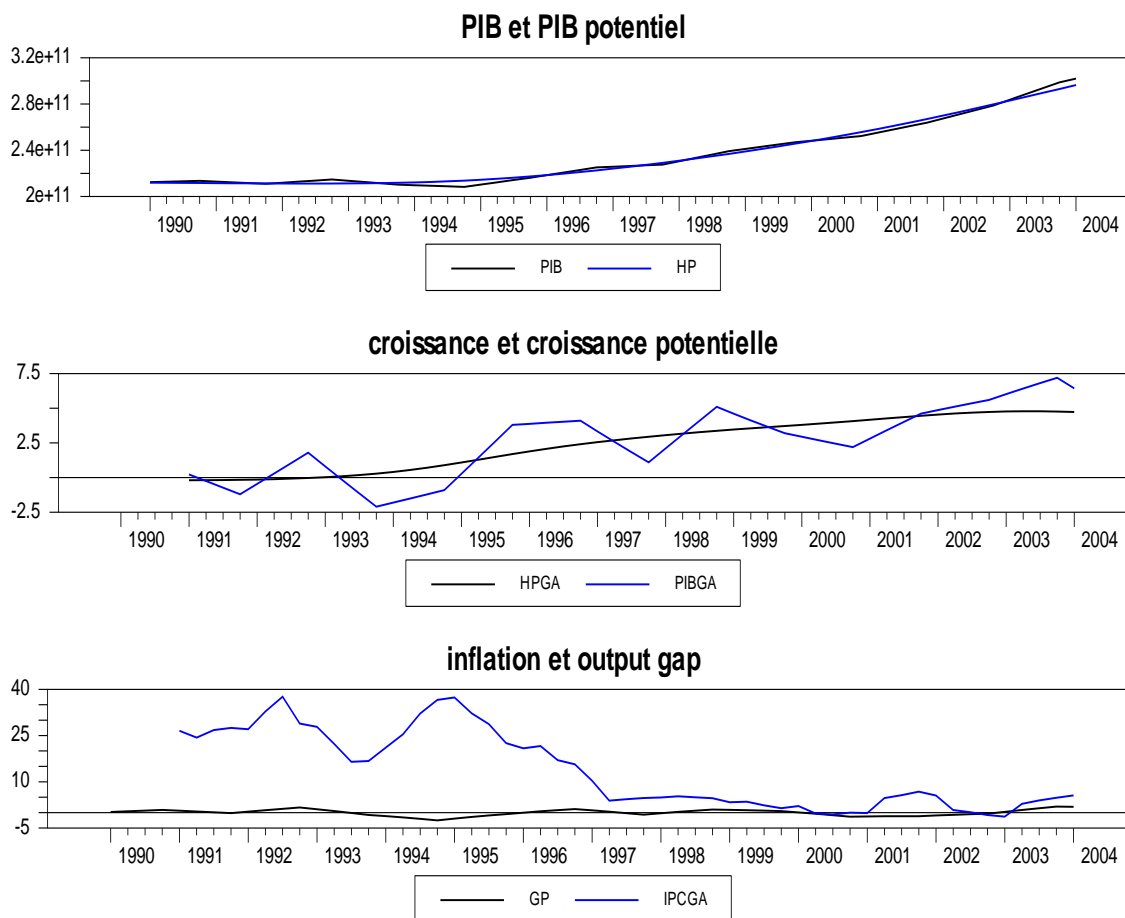 PIB et PIB potentiel
3.2e+11
2.8e+11
2.4e+11
2e+11
1990 1991 1992 1993 1994 1995 1996 1997 1998 1999 2000 2001 2002 2003 2004
PIB HP
croissance et croissance potentielle
7.5
2.5
-2.5
1990 1991 1992 1993 1994 1995 1996 1997 1998 1999 2000 2001 2002 2003 2004
HPGA PIBGA
inflation et output gap
40
25
10
-5
1990 1991 1992 1993 1994 1995 1996 1997 1998 1999 2000 2001 2002 2003 2004
GP IPCGA